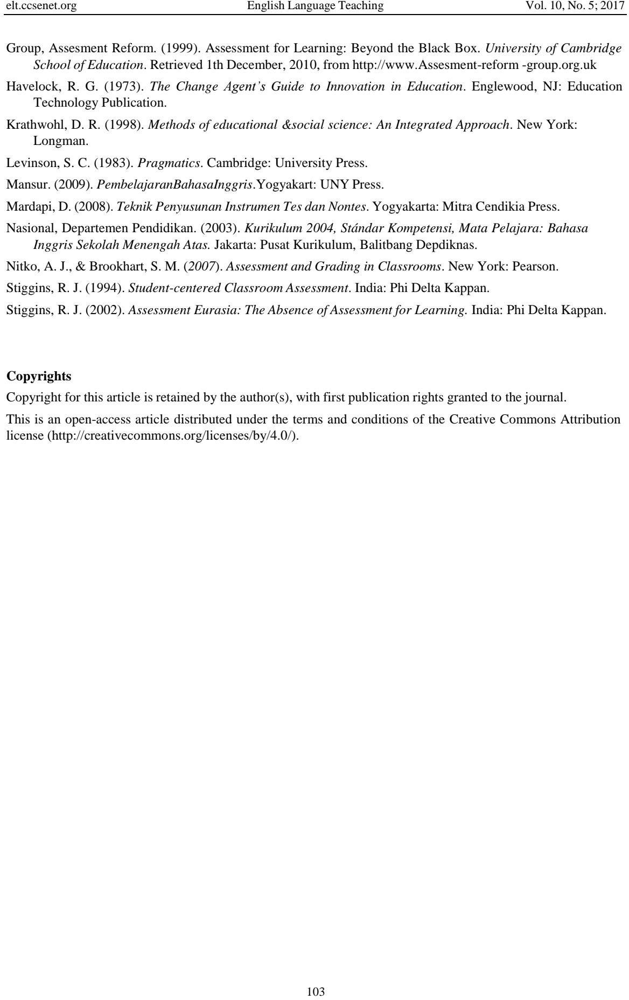 elt.ccsenet.org English Language Teaching Vol. 10, No. 5; 2017
Group, Assesment Reform. (1999). Assessment for Learning: Beyond the Black Box. University of Cambridge
School of Education. Retrieved 1th December, 2010, from http://www.Assesment-reform -group.org.uk
Havelock, R. G. (1973). The Change Agent’s Guide to Innovation in Education. Englewood, NJ: Education
Technology Publication.
Krathwohl, D. R. (1998). Methods of educational &social science: An Integrated Approach. New York:
Longman.
Levinson, S. C. (1983). Pragmatics. Cambridge: University Press.
Mansur. (2009). PembelajaranBahasaInggris.Yogyakart: UNY Press.
Mardapi, D. (2008). Teknik Penyusunan Instrumen Tes dan Nontes. Yogyakarta: Mitra Cendikia Press.
Nasional, Departemen Pendidikan. (2003). Kurikulum 2004, Stándar Kompetensi, Mata Pelajara: Bahasa
Inggris Sekolah Menengah Atas. Jakarta: Pusat Kurikulum, Balitbang Depdiknas.
Nitko, A. J., & Brookhart, S. M. (2007). Assessment and Grading in Classrooms. New York: Pearson.
Stiggins, R. J. (1994). Student-centered Classroom Assessment. India: Phi Delta Kappan.
Stiggins, R. J. (2002). Assessment Eurasia: The Absence of Assessment for Learning. India: Phi Delta Kappan.
Copyrights
Copyright for this article is retained by the author(s), with first publication rights granted to the journal.
This is an open-access article distributed under the terms and conditions of the Creative Commons Attribution
license (http://creativecommons.org/licenses/by/4.0/).
103